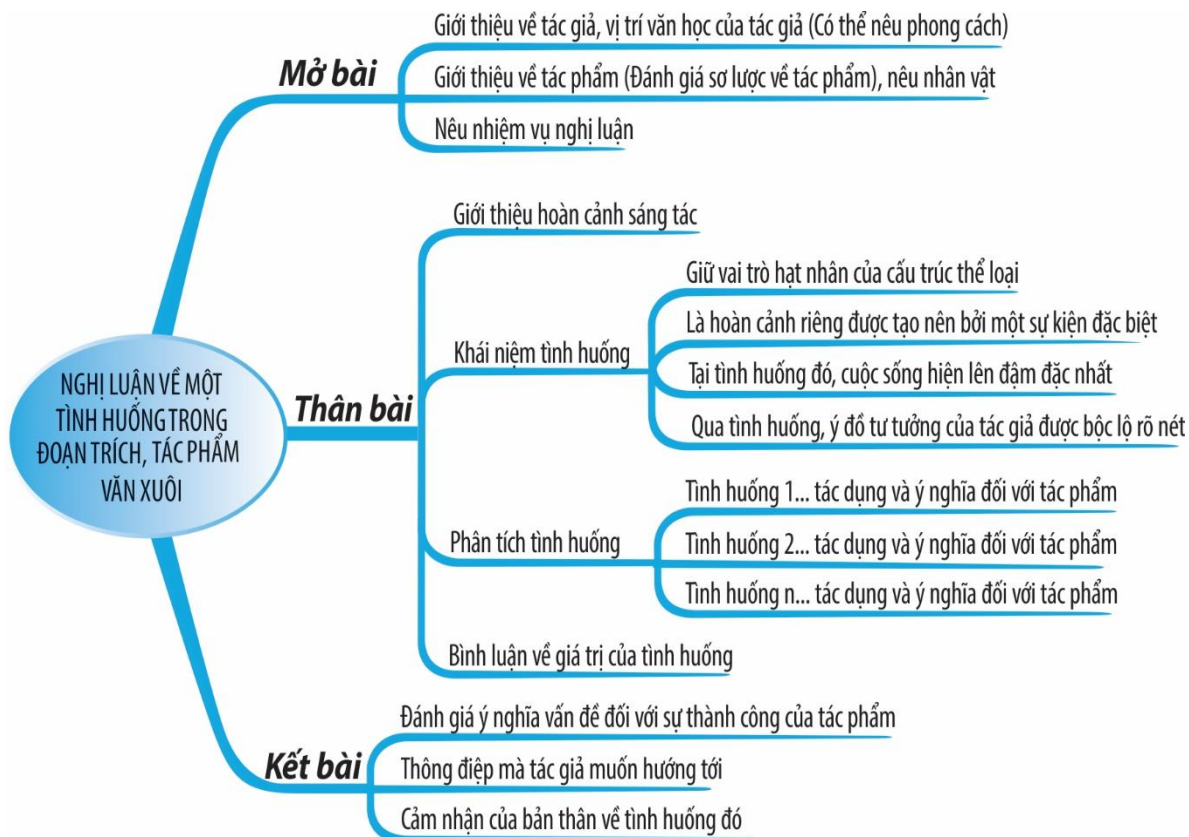 NGHỊ LUẬN VỀ MỘT
TÌNH HUỐNG TRONG
ĐOẠN TRÍCH, TÁC PHẨM
VĂN XUÔI
Mở bài
Giới thiệu về tác giả, vị trí văn học của tác giả (Có thể nêu phong cách)
Giới thiệu về tác phẩm (Đánh giá sơ lược về tác phẩm), nêu nhân vật
Nêu nhiệm vụ nghị luận
Thân bài
Giới thiệu hoàn cảnh sáng tác
Khái niệm tình huống
Giữ vai trò hạt nhân của cấu trúc thể loại
Là hoàn cảnh riêng được tạo nên bởi một sự kiện đặc biệt
Tại tình huống đó, cuộc sống hiện lên đậm đặc nhất
Qua tình huống, ý đồ tư tưởng của tác giả được bộc lộ rõ nét
Phân tích tình huống
Tình huống 1... tác dụng và ý nghĩa đối với tác phẩm
Tình huống 2... tác dụng và ý nghĩa đối với tác phẩm
Tình huống n... tác dụng và ý nghĩa đối với tác phẩm
Bình luận về giá trị của tình huống
Kết bài
Đánh giá ý nghĩa vấn đề đối với sự thành công của tác phẩm
Thông điệp mà tác giả muốn hướng tới
Cảm nhận của bản thân về tình huống đó